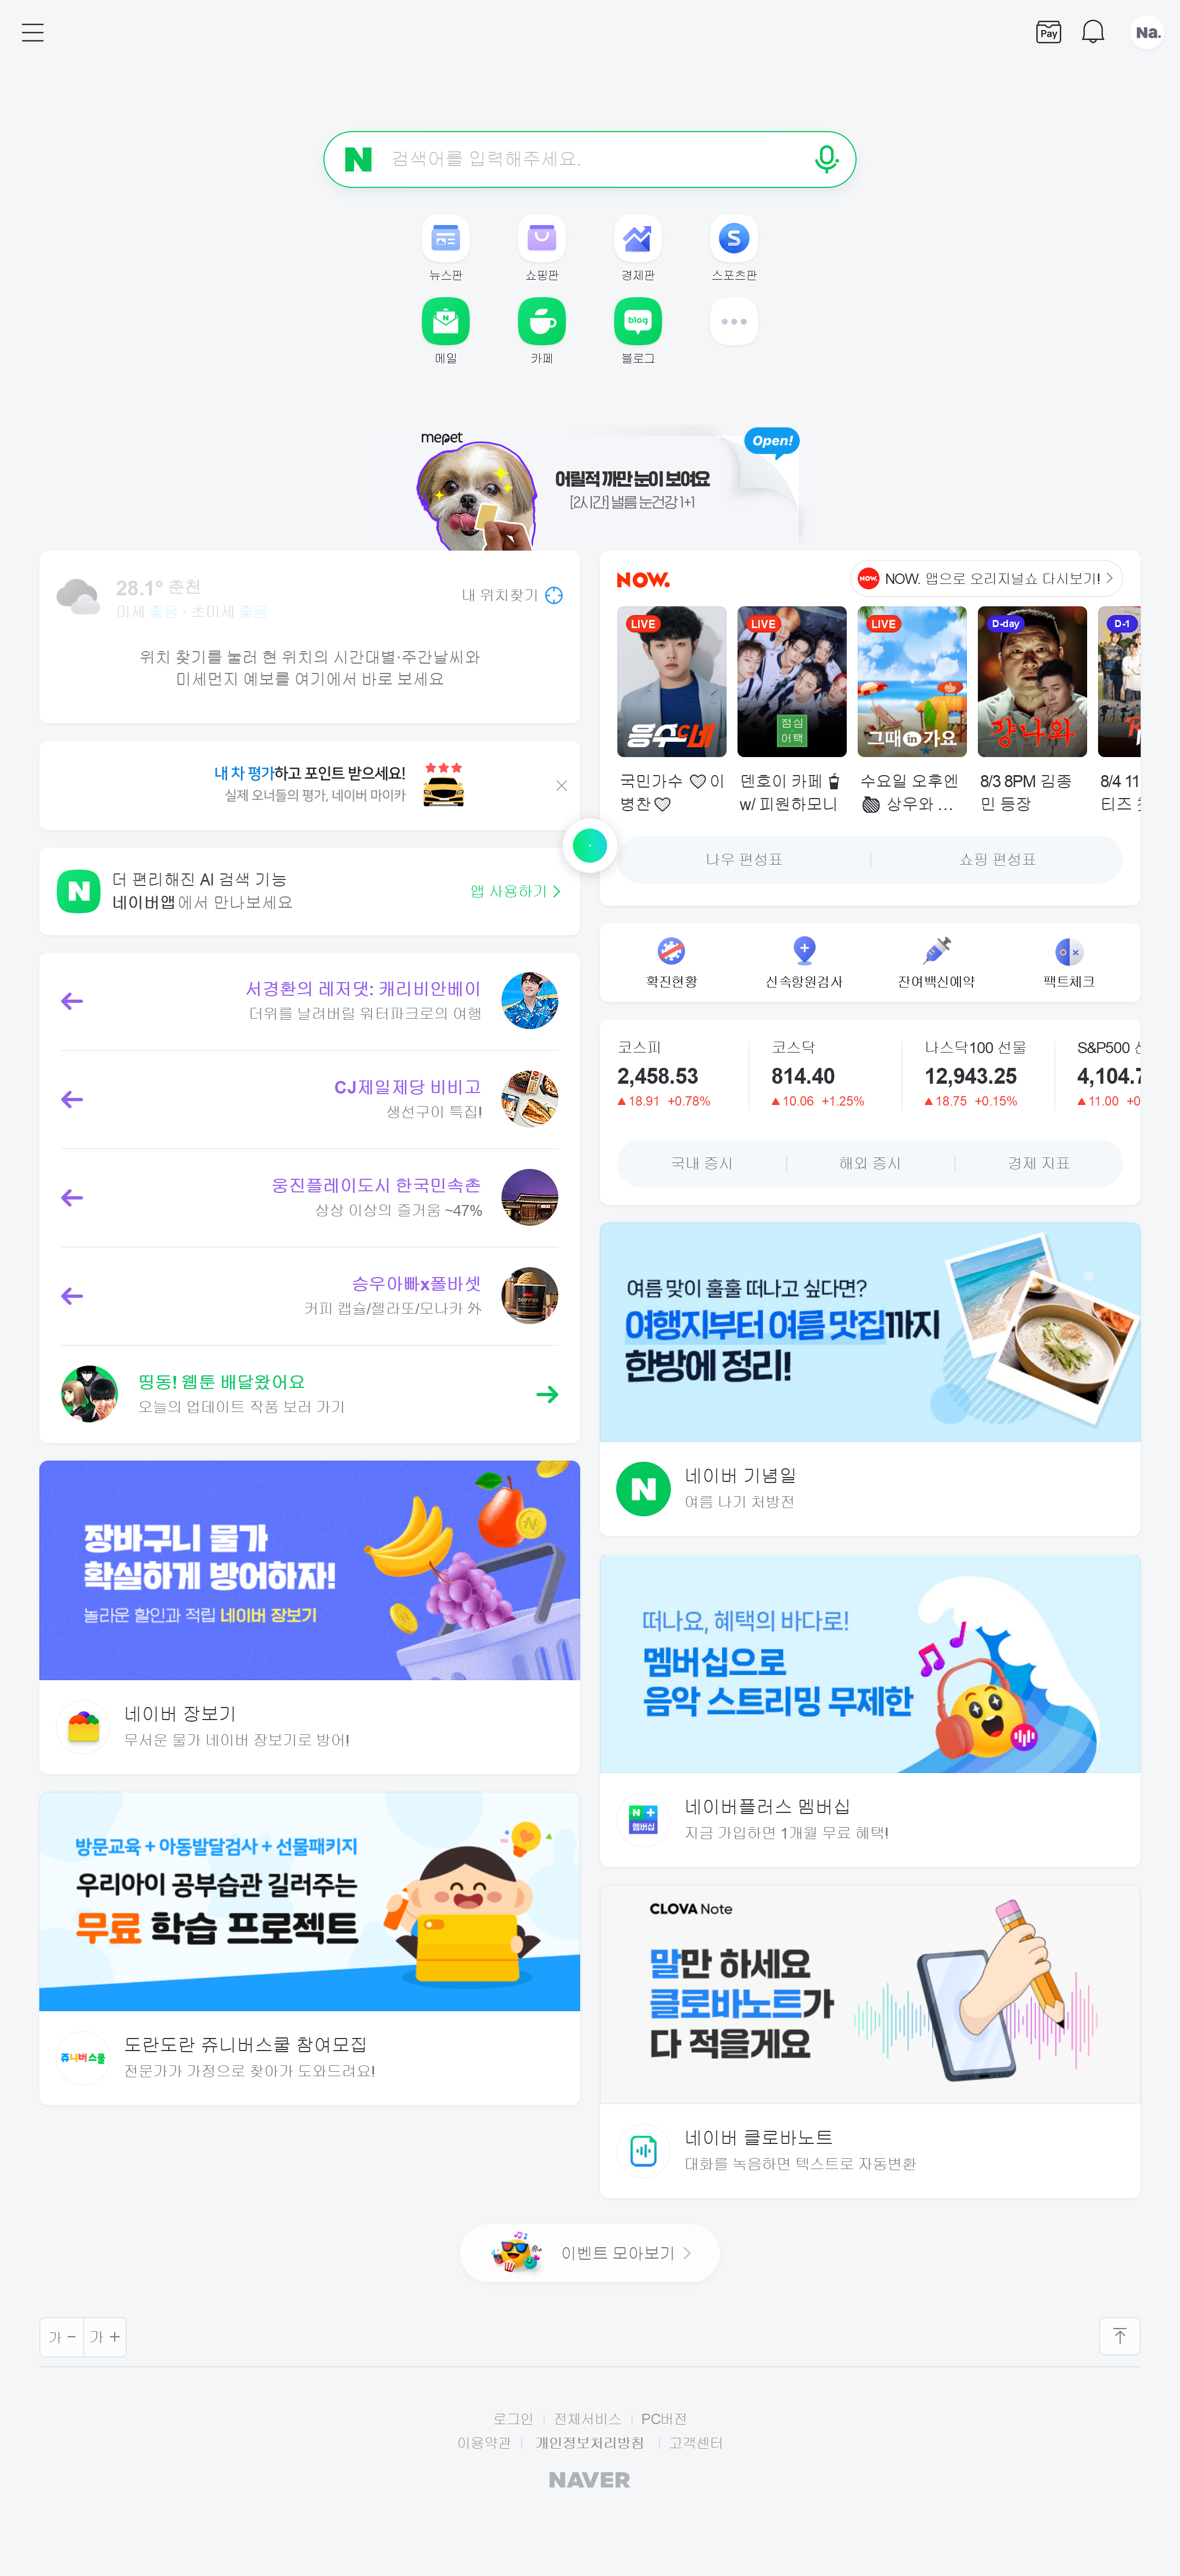 Pay
Na.
N 검색어를 입력해주세요.
뉴스판
쇼핑판
경제판
S
스포츠판
N
메일
카페
blog
블로그
mepet
Open!
어릴적 까만 눈이 보여요
[2시간] 낼름 눈건강 1+1
28.1° 춘천
미세 좋음 · 초미세 좋음
내 위치찾기
위치 찾기를 눌러 현 위치의 시간대별·주간날씨와
미세먼지 예보를 여기에서 바로 보세요
내 차 평가하고 포인트 받으세요!
실제 오너들의 평가, 네이버 마이카
N
더 편리해진 AI 검색 기능
네이버앱에서 만나보세요
앱 사용하기
서경환의 레저댓: 캐리비안베이
더위를 날려버릴 워터파크로의 여행
CJ제일제당 비비고
생선구이 특집!
웅진플레이도시 한국민속촌
상상 이상의 즐거움 ~47%
승우아빠x폴바셋
커피 캡슐/젤라또/모나카 外
COFFEE
띵동! 웹툰 배달왔어요
오늘의 업데이트 작품 보러 가기
장바구니 물가
확실하게 방어하자!
놀라운 할인과 적립 네이버 장보기
네이버 장보기
무서운 물가 네이버 장보기로 방어!
방문교육 + 아동발달검사 + 선물패키지
우리아이 공부습관 길러주는
무료 학습 프로젝트
쥬니버스쿨
도란도란 쥬니버스쿨 참여모집
전문가가 가정으로 찾아가 도와드려요!
NOW.
NOW. NOW. 앱으로 오리지널쇼 다시보기!
LIVE
응수c네
국민가수 이
병찬
LIVE
점심
어택
덴호이 카페
w/ 피원하모니
LIVE
그때in가요
수요일 오후엔
상우와 ...
D-day
걍나와
8/3 8PM 김종
민 등장
D-1
8/4 11
티즈
나우 편성표
쇼핑 편성표
확진현황
신속항원검사
잔여백신예약
팩트체크
코스피
2,458.53
18.91 +0.78%
코스닥
814.40
10.06 +1.25%
나스닥100 선물
12,943.25
18.75 +0.15%
S&P500
4,104.7
11.00 +0
국내 증시
해외 증시
경제 지표
여름 맞이 훌훌 떠나고 싶다면?
여행지부터 여름 맛집까지
한방에 정리!
N
네이버 기념일
여름 나기 처방전
떠나요, 혜택의 바다로!
멤버십으로
음악 스트리밍 무제한
N +
멤버십
네이버플러스 멤버십
지금 가입하면 1개월 무료 혜택!
CLOVA Note
말만 하세요
클로바노트가
다 적을게요
네이버 클로바노트
대화를 녹음하면 텍스트로 자동변환
이벤트 모아보기
가 -
가 +
로그인
전체서비스
PC버전
이용약관
개인정보처리방침
고객센터
NAVER